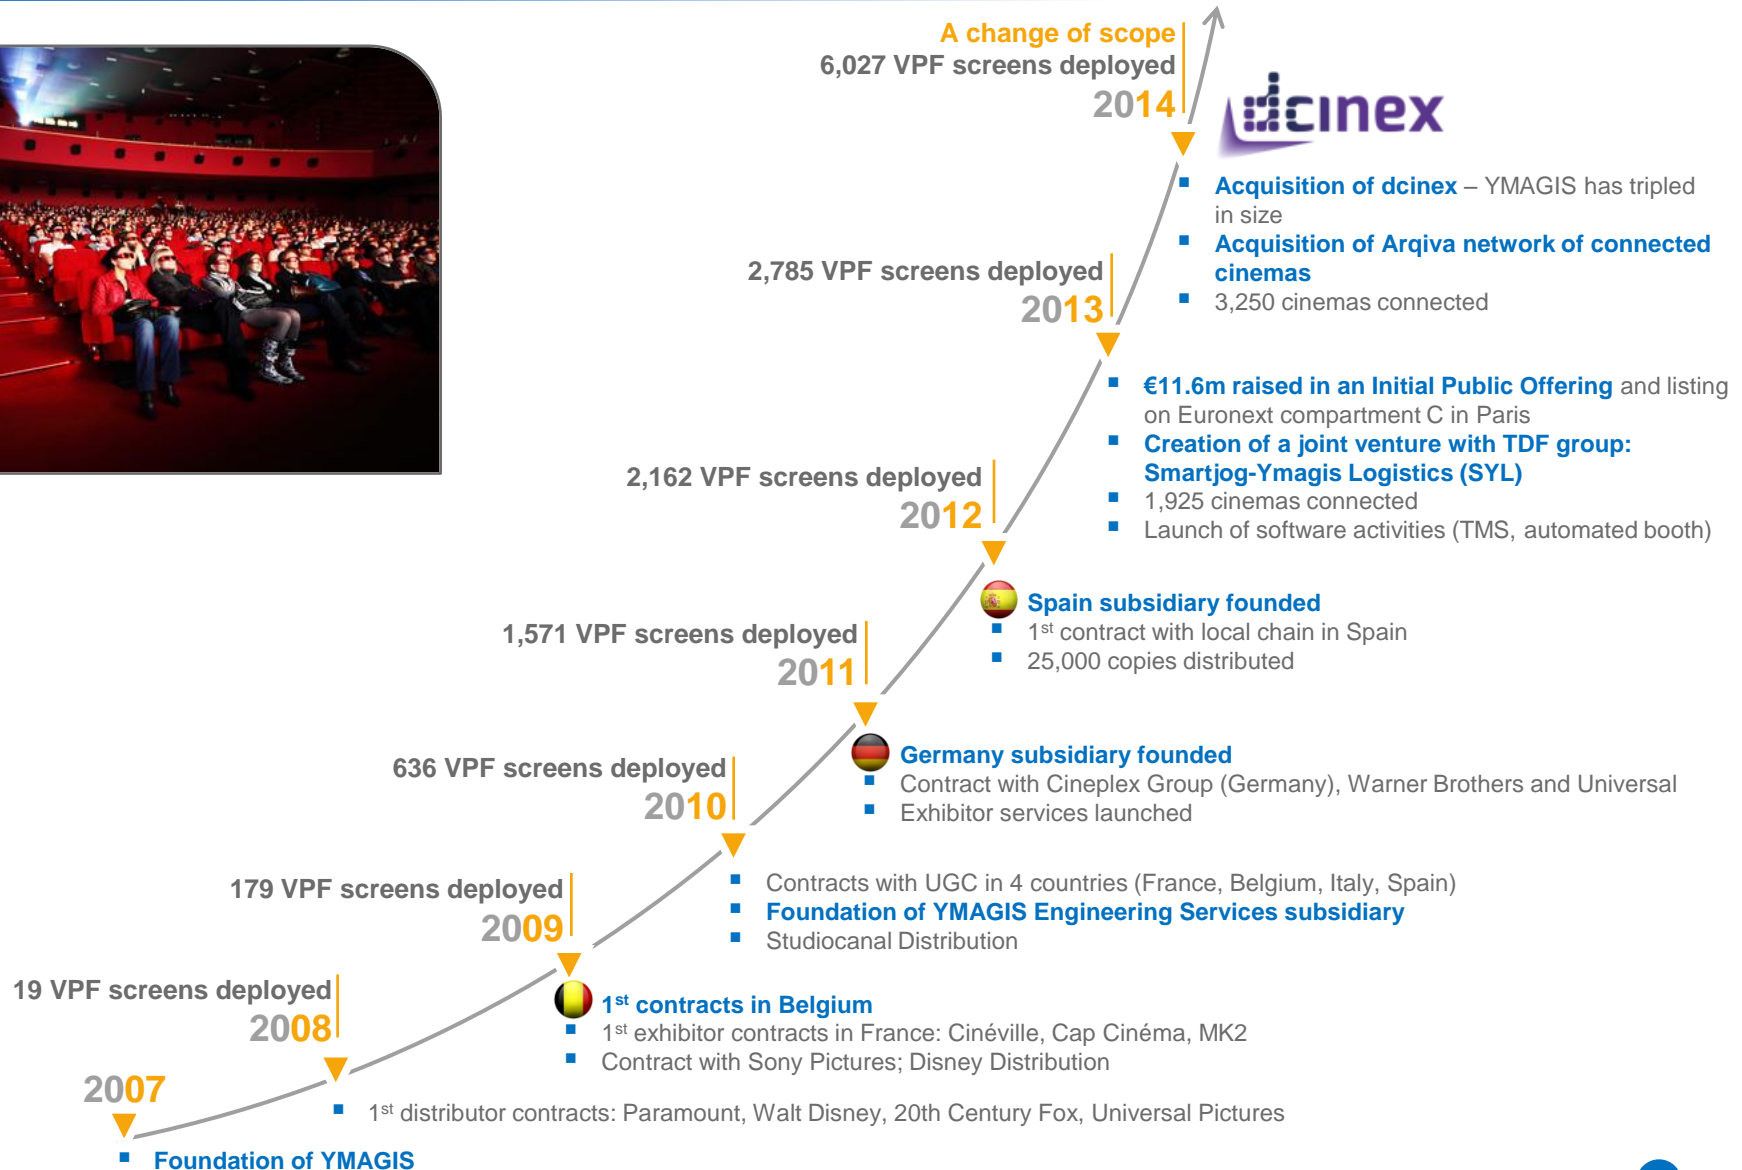 A change of scope
6,027 VPF screens deployed
2014
dcinex
Acquisition of dcinex – YMAGIS has tripled
in size
Acquisition of Arqiva network of connected
cinemas
3,250 cinemas connected
2,785 VPF screens deployed
2013
€11.6m raised in an Initial Public Offering and listing
on Euronext compartment C in Paris
Creation of a joint venture with TDF group:
Smartjog-Ymagis Logistics (SYL)
1,925 cinemas connected
Launch of software activities (TMS, automated booth)
2,162 VPF screens deployed
2012
Spain subsidiary founded
1st contract with local chain in Spain
25,000 copies distributed
1,571 VPF screens deployed
2011
Germany subsidiary founded
Contract with Cineplex Group (Germany), Warner Brothers and Universal
Exhibitor services launched
636 VPF screens deployed
2010
Contracts with UGC in 4 countries (France, Belgium, Italy, Spain)
Foundation of YMAGIS Engineering Services subsidiary
Studiocanal Distribution
179 VPF screens deployed
2009
1st contracts in Belgium
1st exhibitor contracts in France: Cinéville, Cap Cinéma, MK2
Contract with Sony Pictures; Disney Distribution
19 VPF screens deployed
2008
1st distributor contracts: Paramount, Walt Disney, 20th Century Fox, Universal Pictures
2007
Foundation of YMAGIS